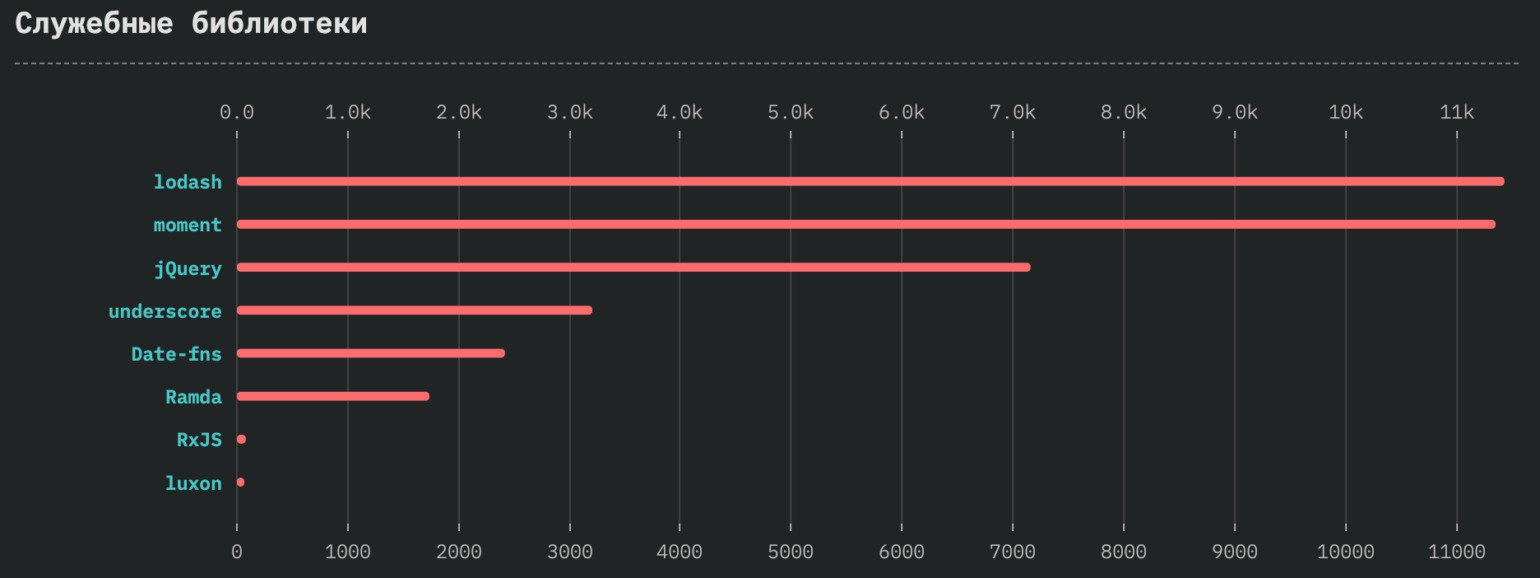 Служебные библиотеки
0.0 1.0k 2.0k 3.0k 4.0k 5.0k 6.0k 7.0k 8.0k 9.0k 10k 11k
lodash
moment
jQuery
underscore
Date-fns
Ramda
RxJS
luxon
0 1000 2000 3000 4000 5000 6000 7000 8000 9000 10000 11000